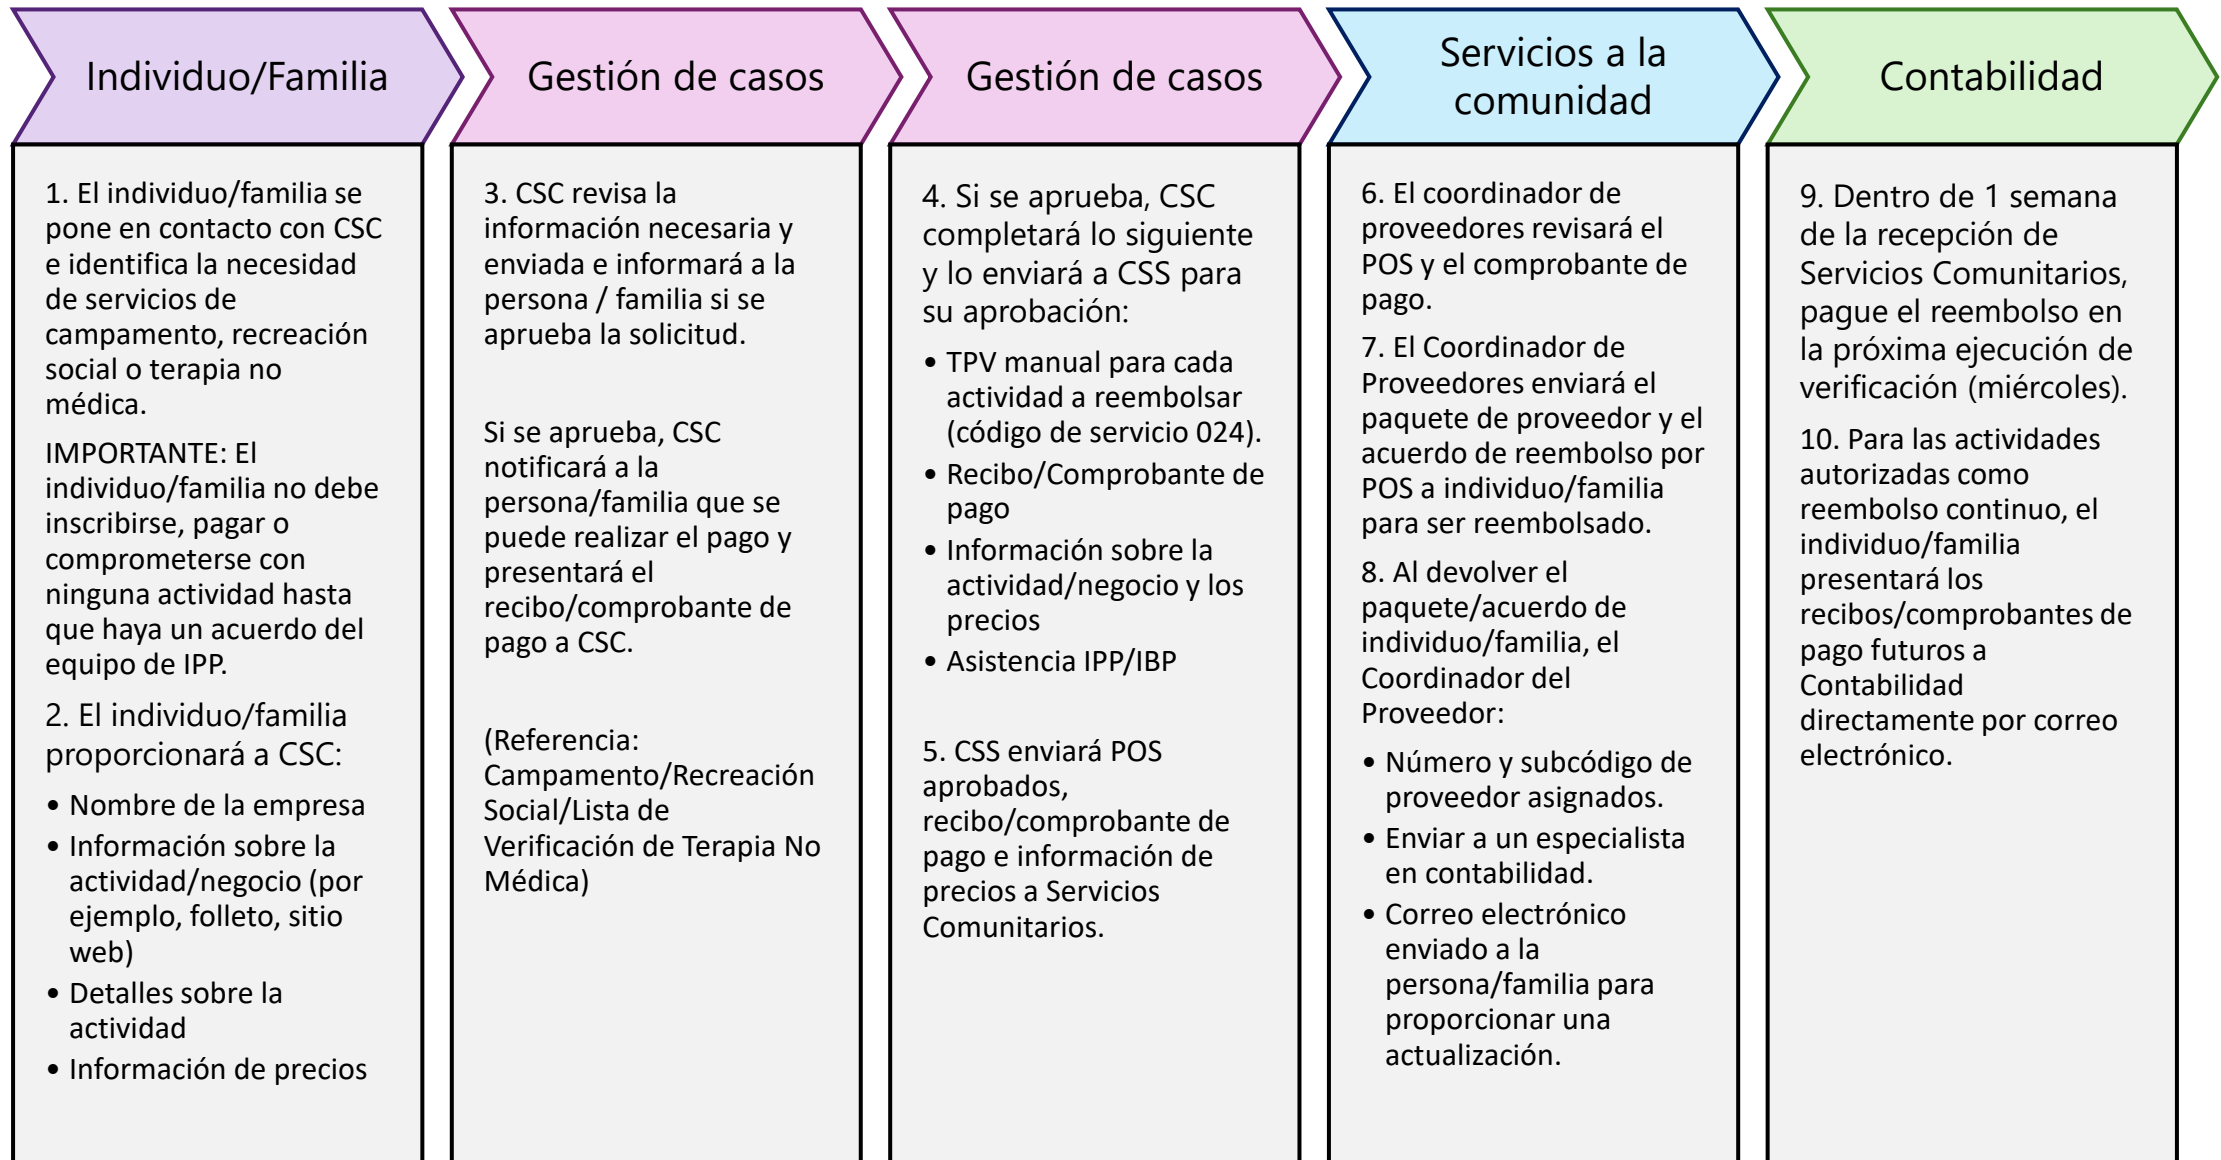 Individuo/Familia
1. El individuo/familia se
pone en contacto con CSC
e identifica la necesidad
de servicios de
campamento, recreación
social o terapia no
médica.
IMPORTANTE: El
individuo/familia no debe
inscribirse, pagar o
comprometerse con
ninguna actividad hasta
que haya un acuerdo del
equipo de IPP.
2. El individuo/familia
proporcionará a CSC:
• Nombre de la empresa
• Información sobre la
actividad/negocio (por
ejemplo, folleto, sitio
web)
• Detalles sobre la
actividad
• Información de precios
Gestión de casos
3. CSC revisa la
información necesaria y
enviada e informará a la
persona / familia si se
aprueba la solicitud.
Si se aprueba, CSC
notificará a la
persona/familia que se
puede realizar el pago y
presentará el
recibo/comprobante de
pago a CSC.
(Referencia:
Campamento/Recreación
Social/Lista de
Verificación de Terapia No
Médica)
Gestión de casos
4. Si se aprueba, CSC
completará lo siguiente
y lo enviará a CSS para
su aprobación:
• TPV manual para cada
actividad a reembolsar
(código de servicio 024).
• Recibo/Comprobante de
pago
• Información sobre la
actividad/negocio y los
precios
• Asistencia IPP/IBP
5. CSS enviará POS
aprobados,
recibo/comprobante de
pago e información de
precios a Servicios
Comunitarios.
Servicios a la
comunidad
6. El coordinador de
proveedores revisará el
POS y el comprobante de
pago.
7. El Coordinador de
Proveedores enviará el
paquete de proveedor y el
acuerdo de reembolso por
POS a individuo/familia
para ser reembolsado.
8. Al devolver el
paquete/acuerdo de
individuo/familia, el
Coordinador del
Proveedor:
• Número y subcódigo de
proveedor asignados.
• Enviar a un especialista
en contabilidad.
• Correo electrónico
enviado a la
persona/familia para
proporcionar una
actualización.
Contabilidad
9. Dentro de 1 semana
de la recepción de
Servicios Comunitarios,
pague el reembolso en
la próxima ejecución de
verificación (miércoles).
10. Para las actividades
autorizadas como
reembolso continuo, el
individuo/familia
presentará los
recibos/comprobantes de
pago futuros a
Contabilidad
directamente por correo
electrónico.